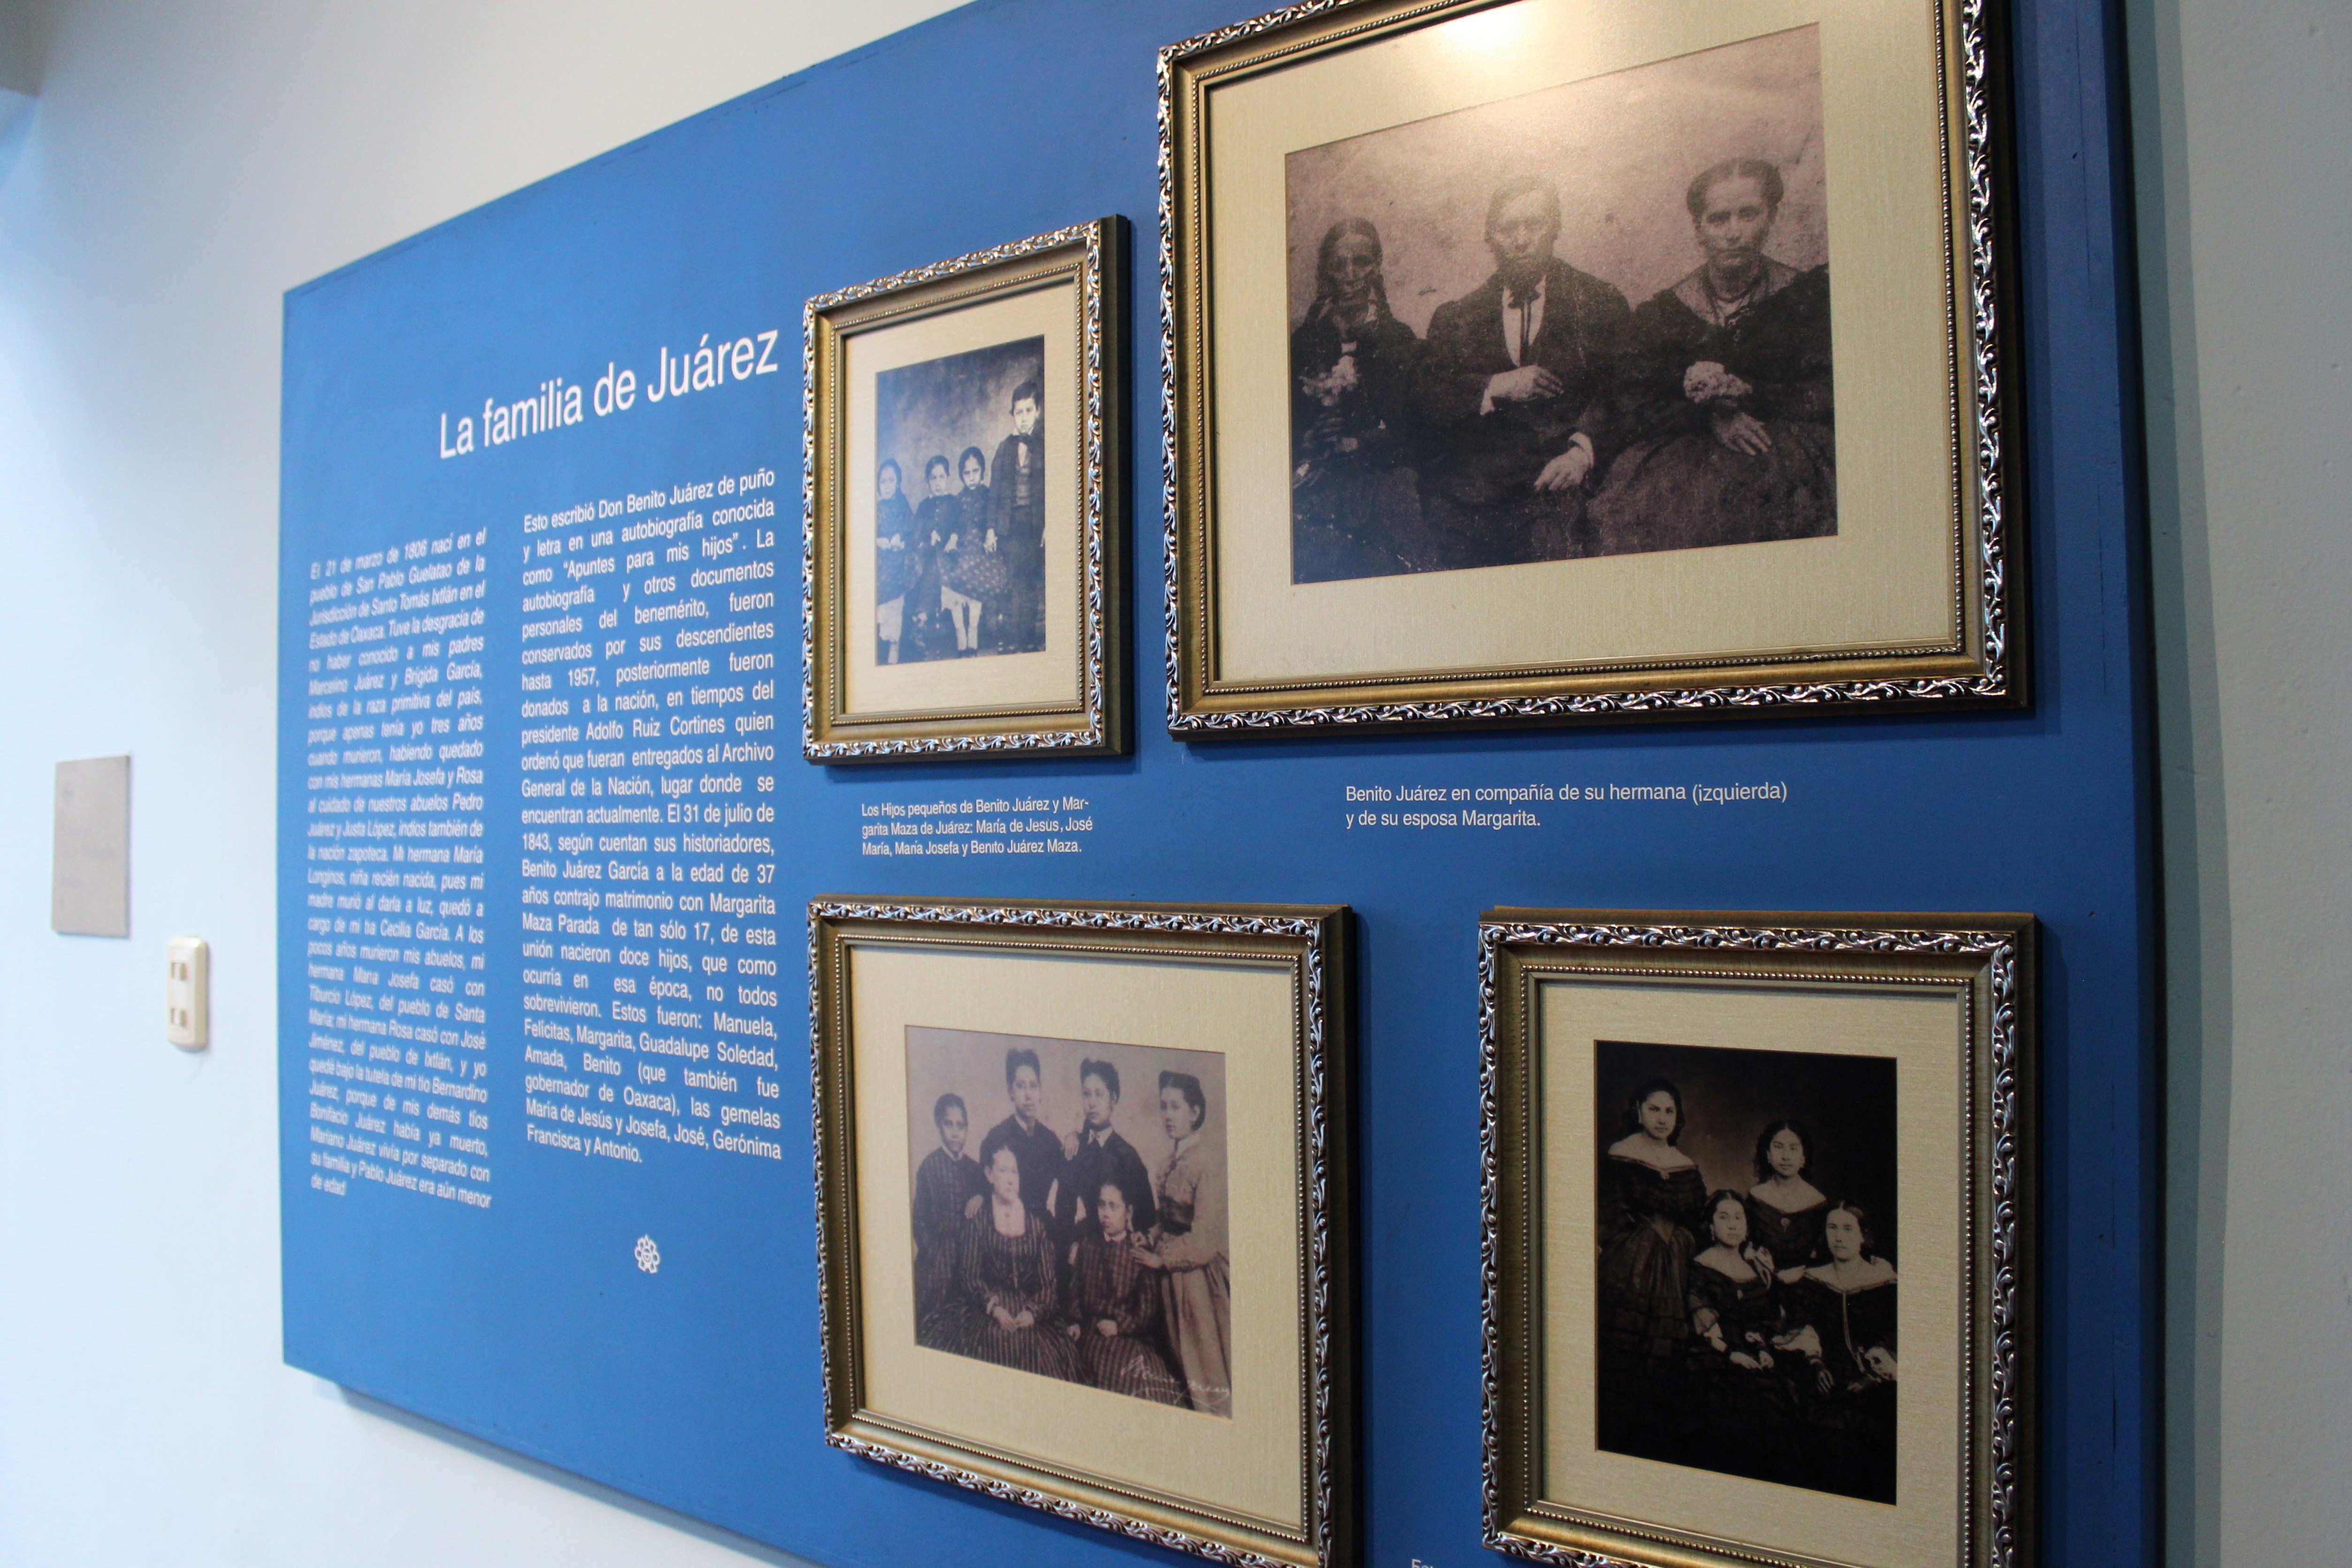 La familia de Juárez
El 21 de marzo de 1806 nací en el
pueblo de San Pablo Guelatao de la
Jurisdicción de Santo Tomás Ixtlán en el
Estado de Oaxaca. Tuve la desgracia de
no haber conocido a mis padres
Marcelino Juárez y Brígida García,
indios de la raza primitiva del país,
porque apenas tenía yo tres años
cuando murieron, habiendo quedado
con mis hermanas María Josefa y Rosa
al cuidado de nuestros abuelos Pedro
Juárez y Justa López, indios también de
la nación zapoteca. Mi hermana María
Longinos, niña recién nacida, pues mi
madre murió al darla a luz, quedó a
cargo de mi tía Cecilia García. A los
pocos años murieron mis abuelos, mi
hermana María Josefa casó con
Tiburcio López, del pueblo de Santa
María; mi hermana Rosa casó con José
Jiménez, del pueblo de Ixtlán, y yo
quedé bajo la tutela de mi tío Bernardino
Juárez, porque de mis demás tíos
Bonifacio Juárez había ya muerto,
Mariano Juárez vivía por separado con
su familia y Pablo Juárez era aún menor
de edad
Esto escribió Don Benito Juárez de puño
y letra en una autobiografía conocida
como “Apuntes para mis hijos”. La
autobiografía y otros documentos
personales del benemérito, fueron
conservados por sus descendientes
hasta 1957, posteriormente fueron
donados a la nación, en tiempos del
presidente Adolfo Ruiz Cortines quien
ordenó que fueran entregados al Archivo
General de la Nación, lugar donde se
encuentran actualmente. El 31 de julio de
1843, según cuentan sus historiadores,
Benito Juárez García a la edad de 37
años contrajo matrimonio con Margarita
Maza Parada de tan sólo 17, de esta
unión nacieron doce hijos, que como
ocurría en esa época, no todos
sobrevivieron. Estos fueron: Manuela,
Felícitas, Margarita, Guadalupe Soledad,
Amada, Benito (que también fue
gobernador de Oaxaca), las gemelas
María de Jesús y Josefa, José, Gerónima
Francisca y Antonio.
Los Hijos pequeños de Benito Juárez y Mar-
garita Maza de Juárez: María de Jesús, José
María, María Josefa y Benito Juárez Maza.
Benito Juárez en compañía de su hermana (izquierda)
y de su esposa Margarita.